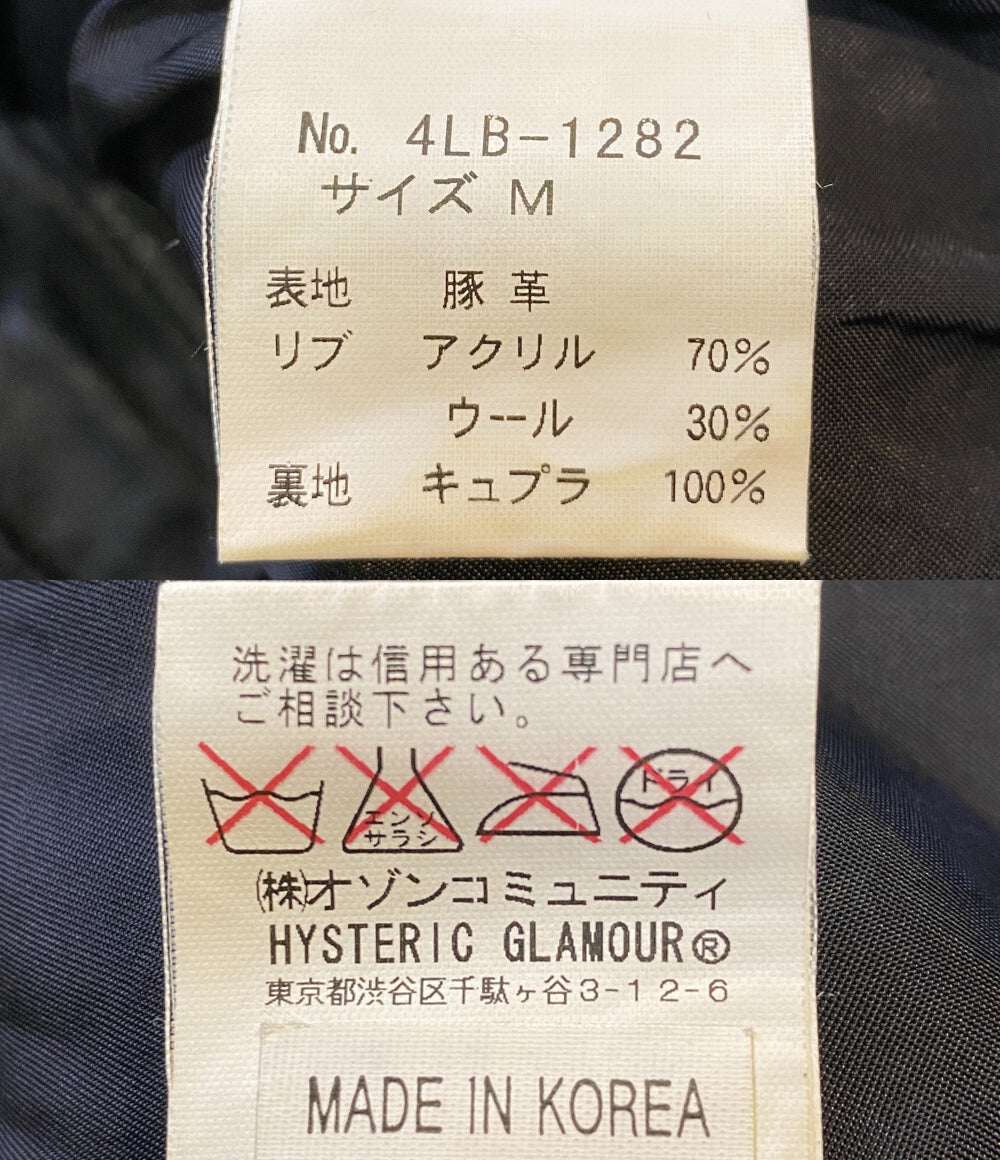 No. 4LB-1282
サイズ M
表地 豚革
リブ アクリル 70%
ウール 30%
裏地 キュプラ 100%
洗濯は信用ある専門店へ
ご相談下さい。
エンソ
サラシ
ドライ
㈱オゾンコミュニティ
HYSTERIC GLAMOUR®
東京都渋谷区千駄ヶ谷3-12-6
MADE IN KOREA